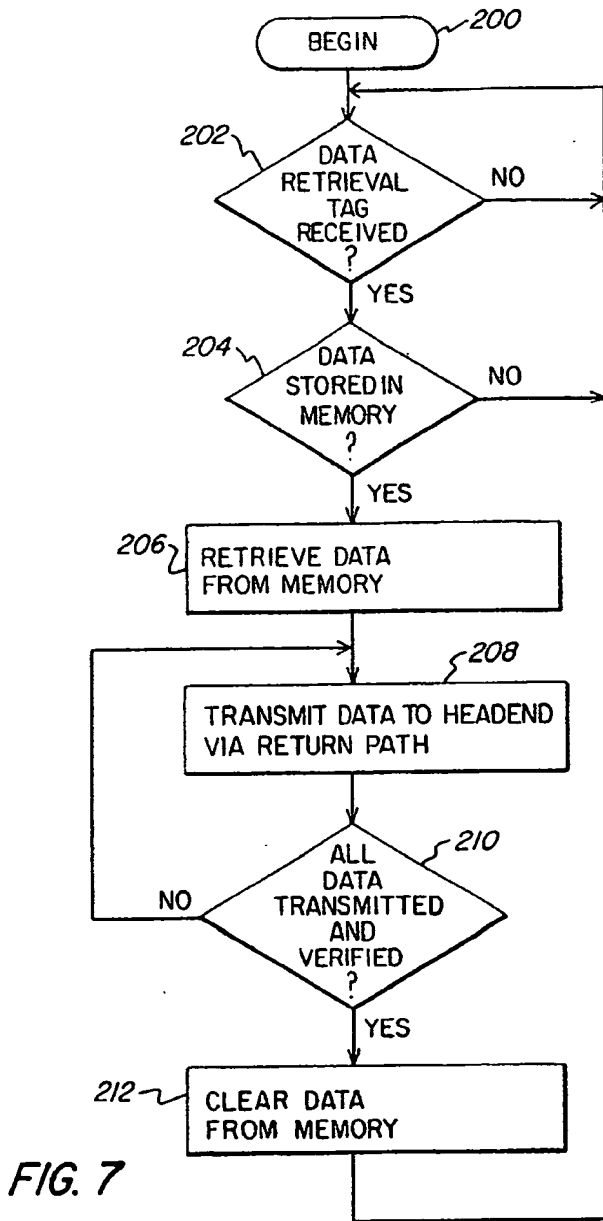 BEGIN
200
202
DATA
RETRIEVAL
TAG
RECEIVED
?
NO
YES
204
DATA
STORED IN
MEMORY
?
NO
YES
206
RETRIEVE DATA
FROM MEMORY
208
TRANSMIT DATA TO HEADEND
VIA RETURN PATH
210
ALL
DATA
TRANSMITTED
AND
VERIFIED
?
NO
YES
212
CLEAR DATA
FROM MEMORY
FIG. 7